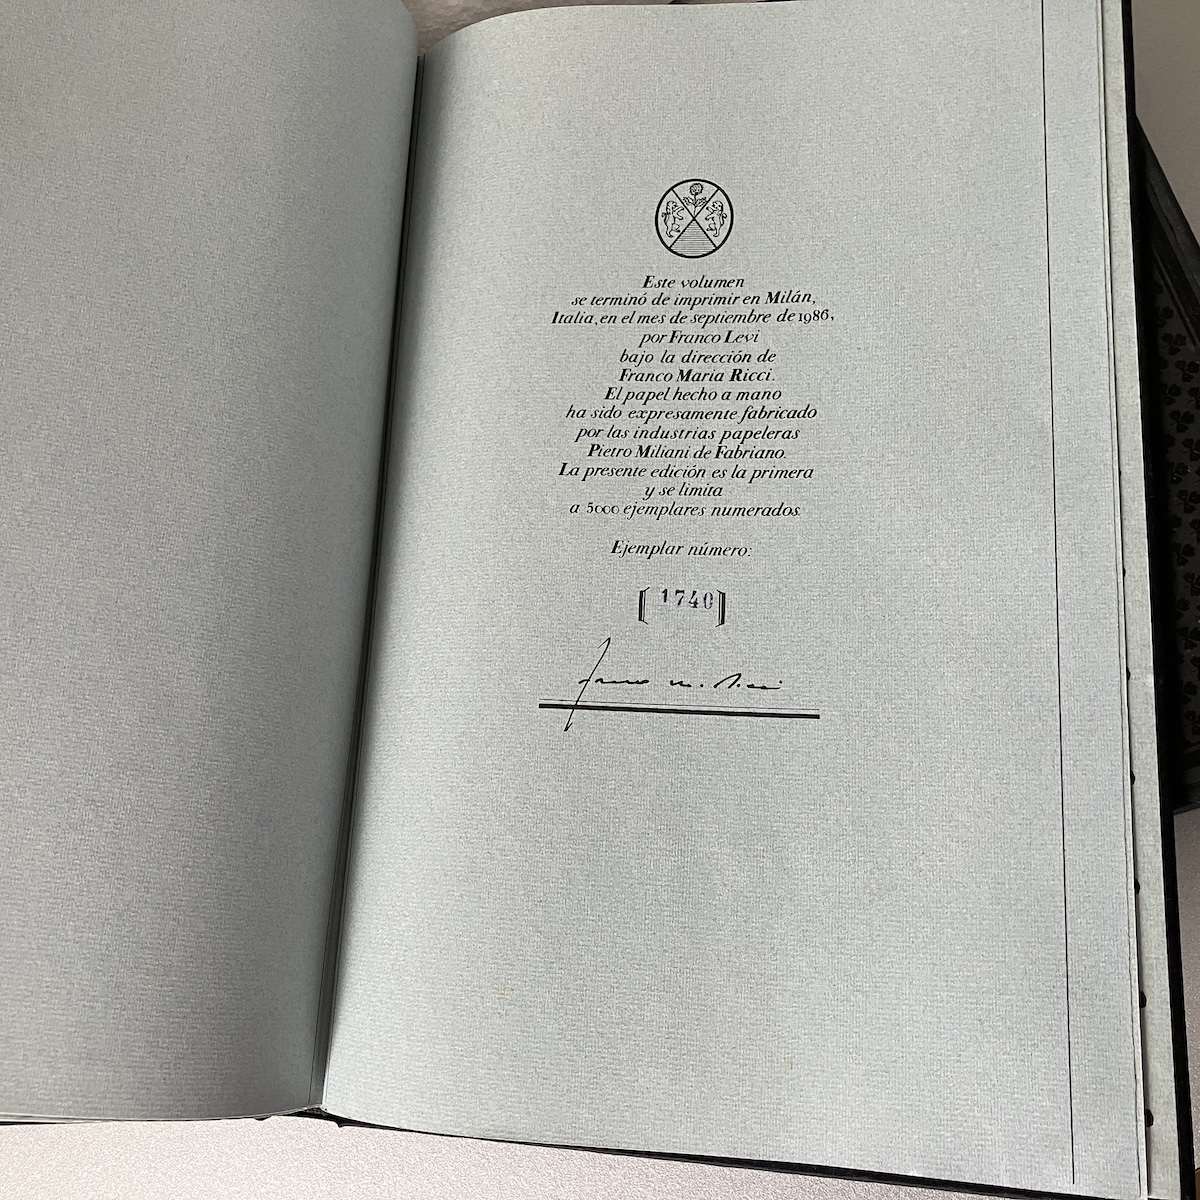 Este volumen
se terminó de imprimir en Milán,
Italia, en el mes de septiembre de 1986,
por Franco Levi
bajo la dirección de
Franco Maria Ricci.
El papel hecho a mano
ha sido expresamente fabricado
por las industrias papeleras
Pietro Miliani de Fabriano.
La presente edición es la primera
y se limita
a 5000 ejemplares numerados.
Ejemplar número:
[1740]
Franco M. Ricci